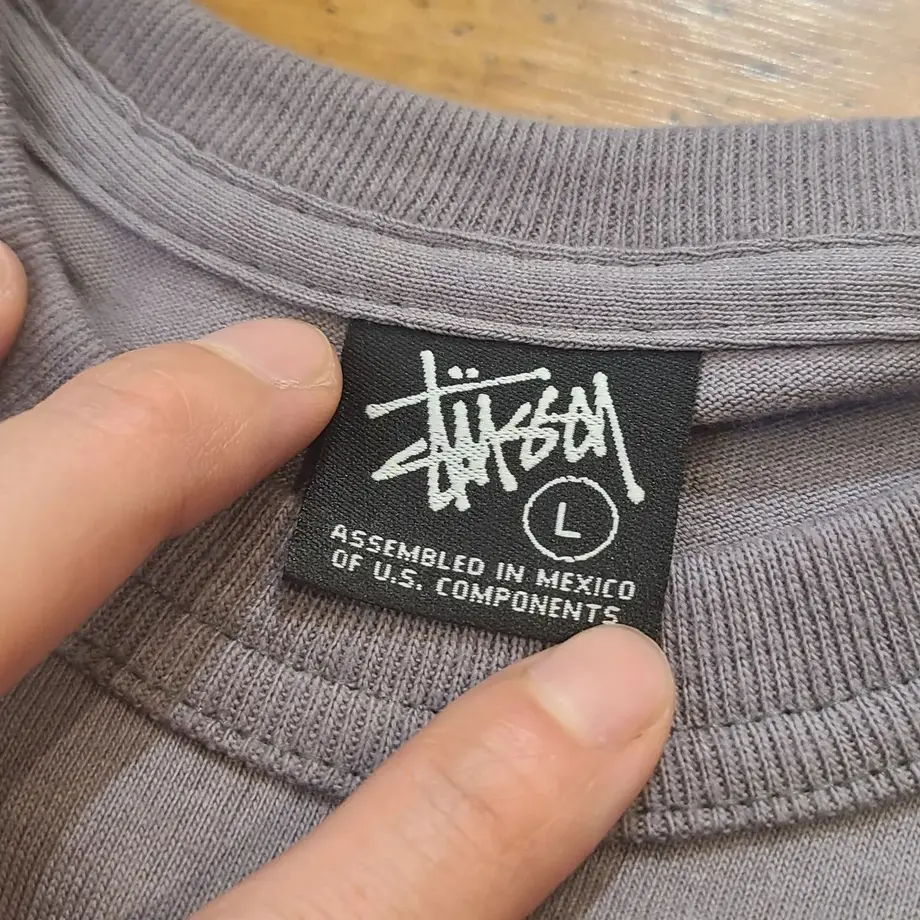 Stüssy
L
ASSEMBLED IN MEXICO
OF U.S. COMPONENTS